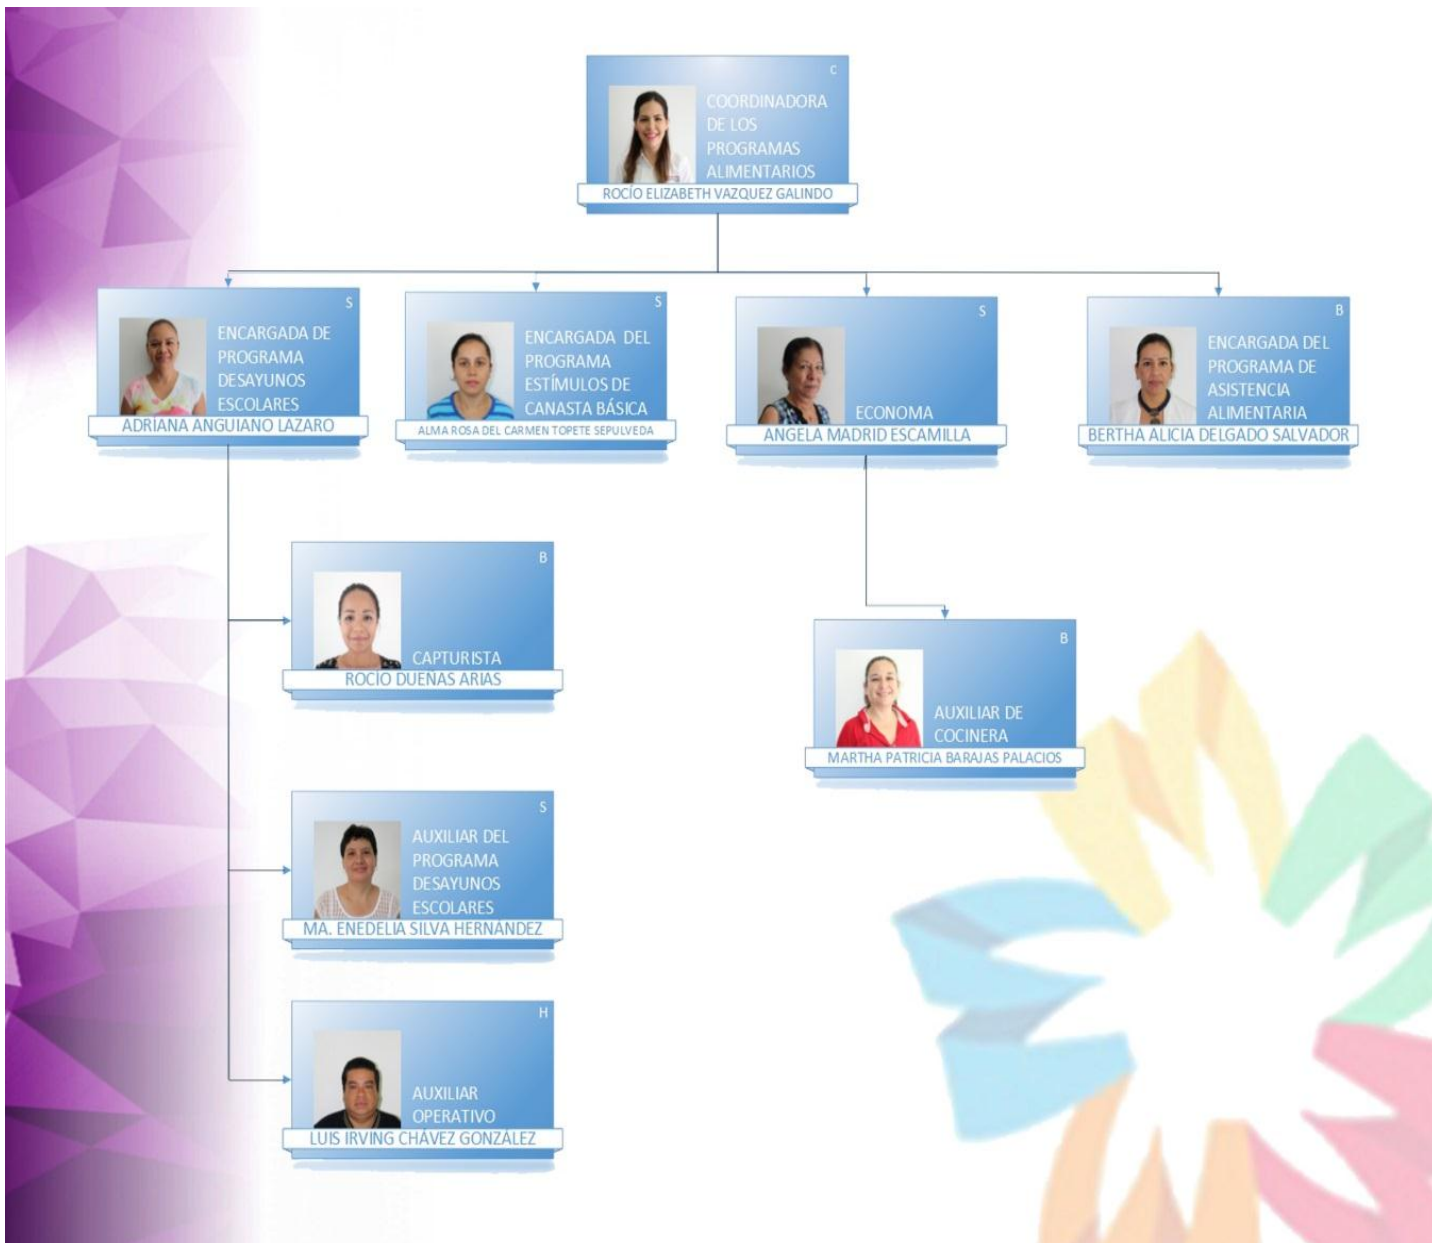 C
COORDINADORA
DE LOS
PROGRAMAS
ALIMENTARIOS
ROCÍO ELIZABETH VAZQUEZ GALINDO
S
ENCARGADA DE
PROGRAMA
DESAYUNOS
ESCOLARES
ADRIANA ANGUIANO LAZARO
S
ENCARGADA DEL
PROGRAMA
ESTÍMULOS DE
CANASTA BÁSICA
ALMA ROSA DEL CARMEN TOPETE SEPULVEDA
S
ECONOMA
ANGELA MADRID ESCAMILLA
B
ENCARGADA DEL
PROGRAMA DE
ASISTENCIA
ALIMENTARIA
BERTHA ALICIA DELGADO SALVADOR
B
CAPTURISTA
ROCÍO DUEÑAS ARIAS
B
AUXILIAR DE
COCINERA
MARTHA PATRICIA BARAJAS PALACIOS
S
AUXILIAR DEL
PROGRAMA
DESAYUNOS
ESCOLARES
MA. ENEDELIA SILVA HERNANDEZ
H
AUXILIAR
OPERATIVO
LUIS IRVING CHÁVEZ GONZÁLEZ